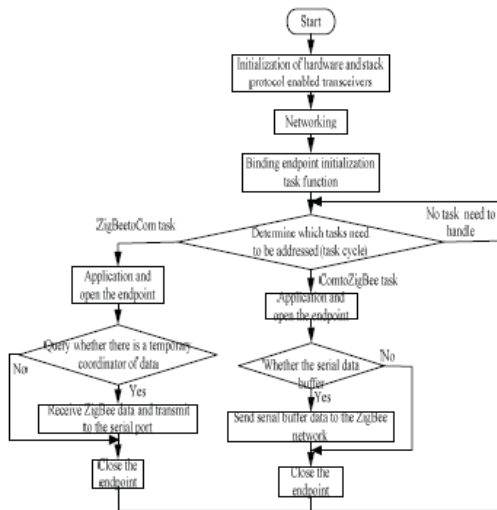 Start
Initialization of hardware and stack
protocol enabled transceivers
Networking
Binding endpoint initialization
task function
ZigBeetoCom task
No task need to
handle
Determine which tasks need
to be addressed (task cycle)
ComtoZigBee task
Application and
open the endpoint
Application and
open the endpoint
Query whether there is a temporary
coordinator of data
No
Yes
Whether the serial data
buffer
No
Yes
Receive ZigBee data and transmit
to the serial port
Send serial buffer data to the ZigBee
network
Close the
endpoint
Close the
endpoint